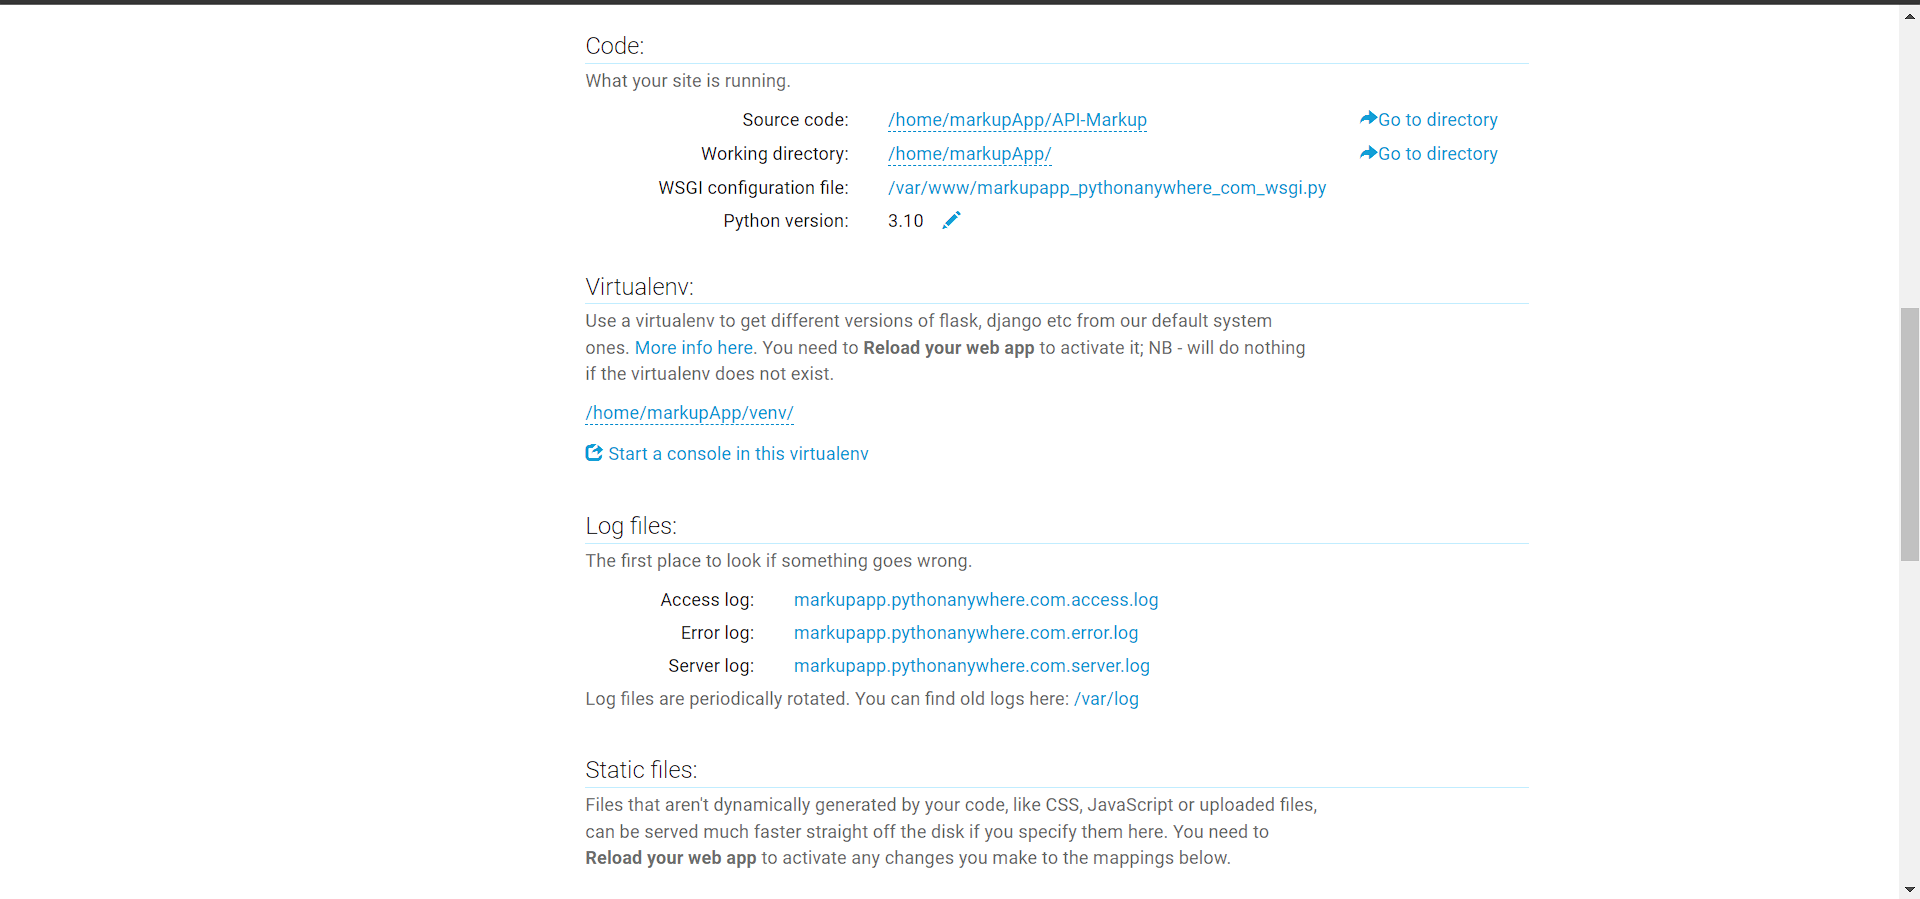 Code:
What your site is running.
Source code: /home/markupApp/API-Markup Go to directory
Working directory: /home/markupApp/ Go to directory
WSGI configuration file: /var/www/markupapp_pythonanywhere_com_wsgi.py
Python version: 3.10
Virtualenv:
Use a virtualenv to get different versions of flask, django etc from our default system
ones. More info here. You need to Reload your web app to activate it; NB - will do nothing
if the virtualenv does not exist.
/home/markupApp/venv/
Start a console in this virtualenv
Log files:
The first place to look if something goes wrong.
Access log: markupapp.pythonanywhere.com.access.log
Error log: markupapp.pythonanywhere.com.error.log
Server log: markupapp.pythonanywhere.com.server.log
Log files are periodically rotated. You can find old logs here: /var/log
Static files:
Files that aren't dynamically generated by your code, like CSS, JavaScript or uploaded files,
can be served much faster straight off the disk if you specify them here. You need to
Reload your web app to activate any changes you make to the mappings below.